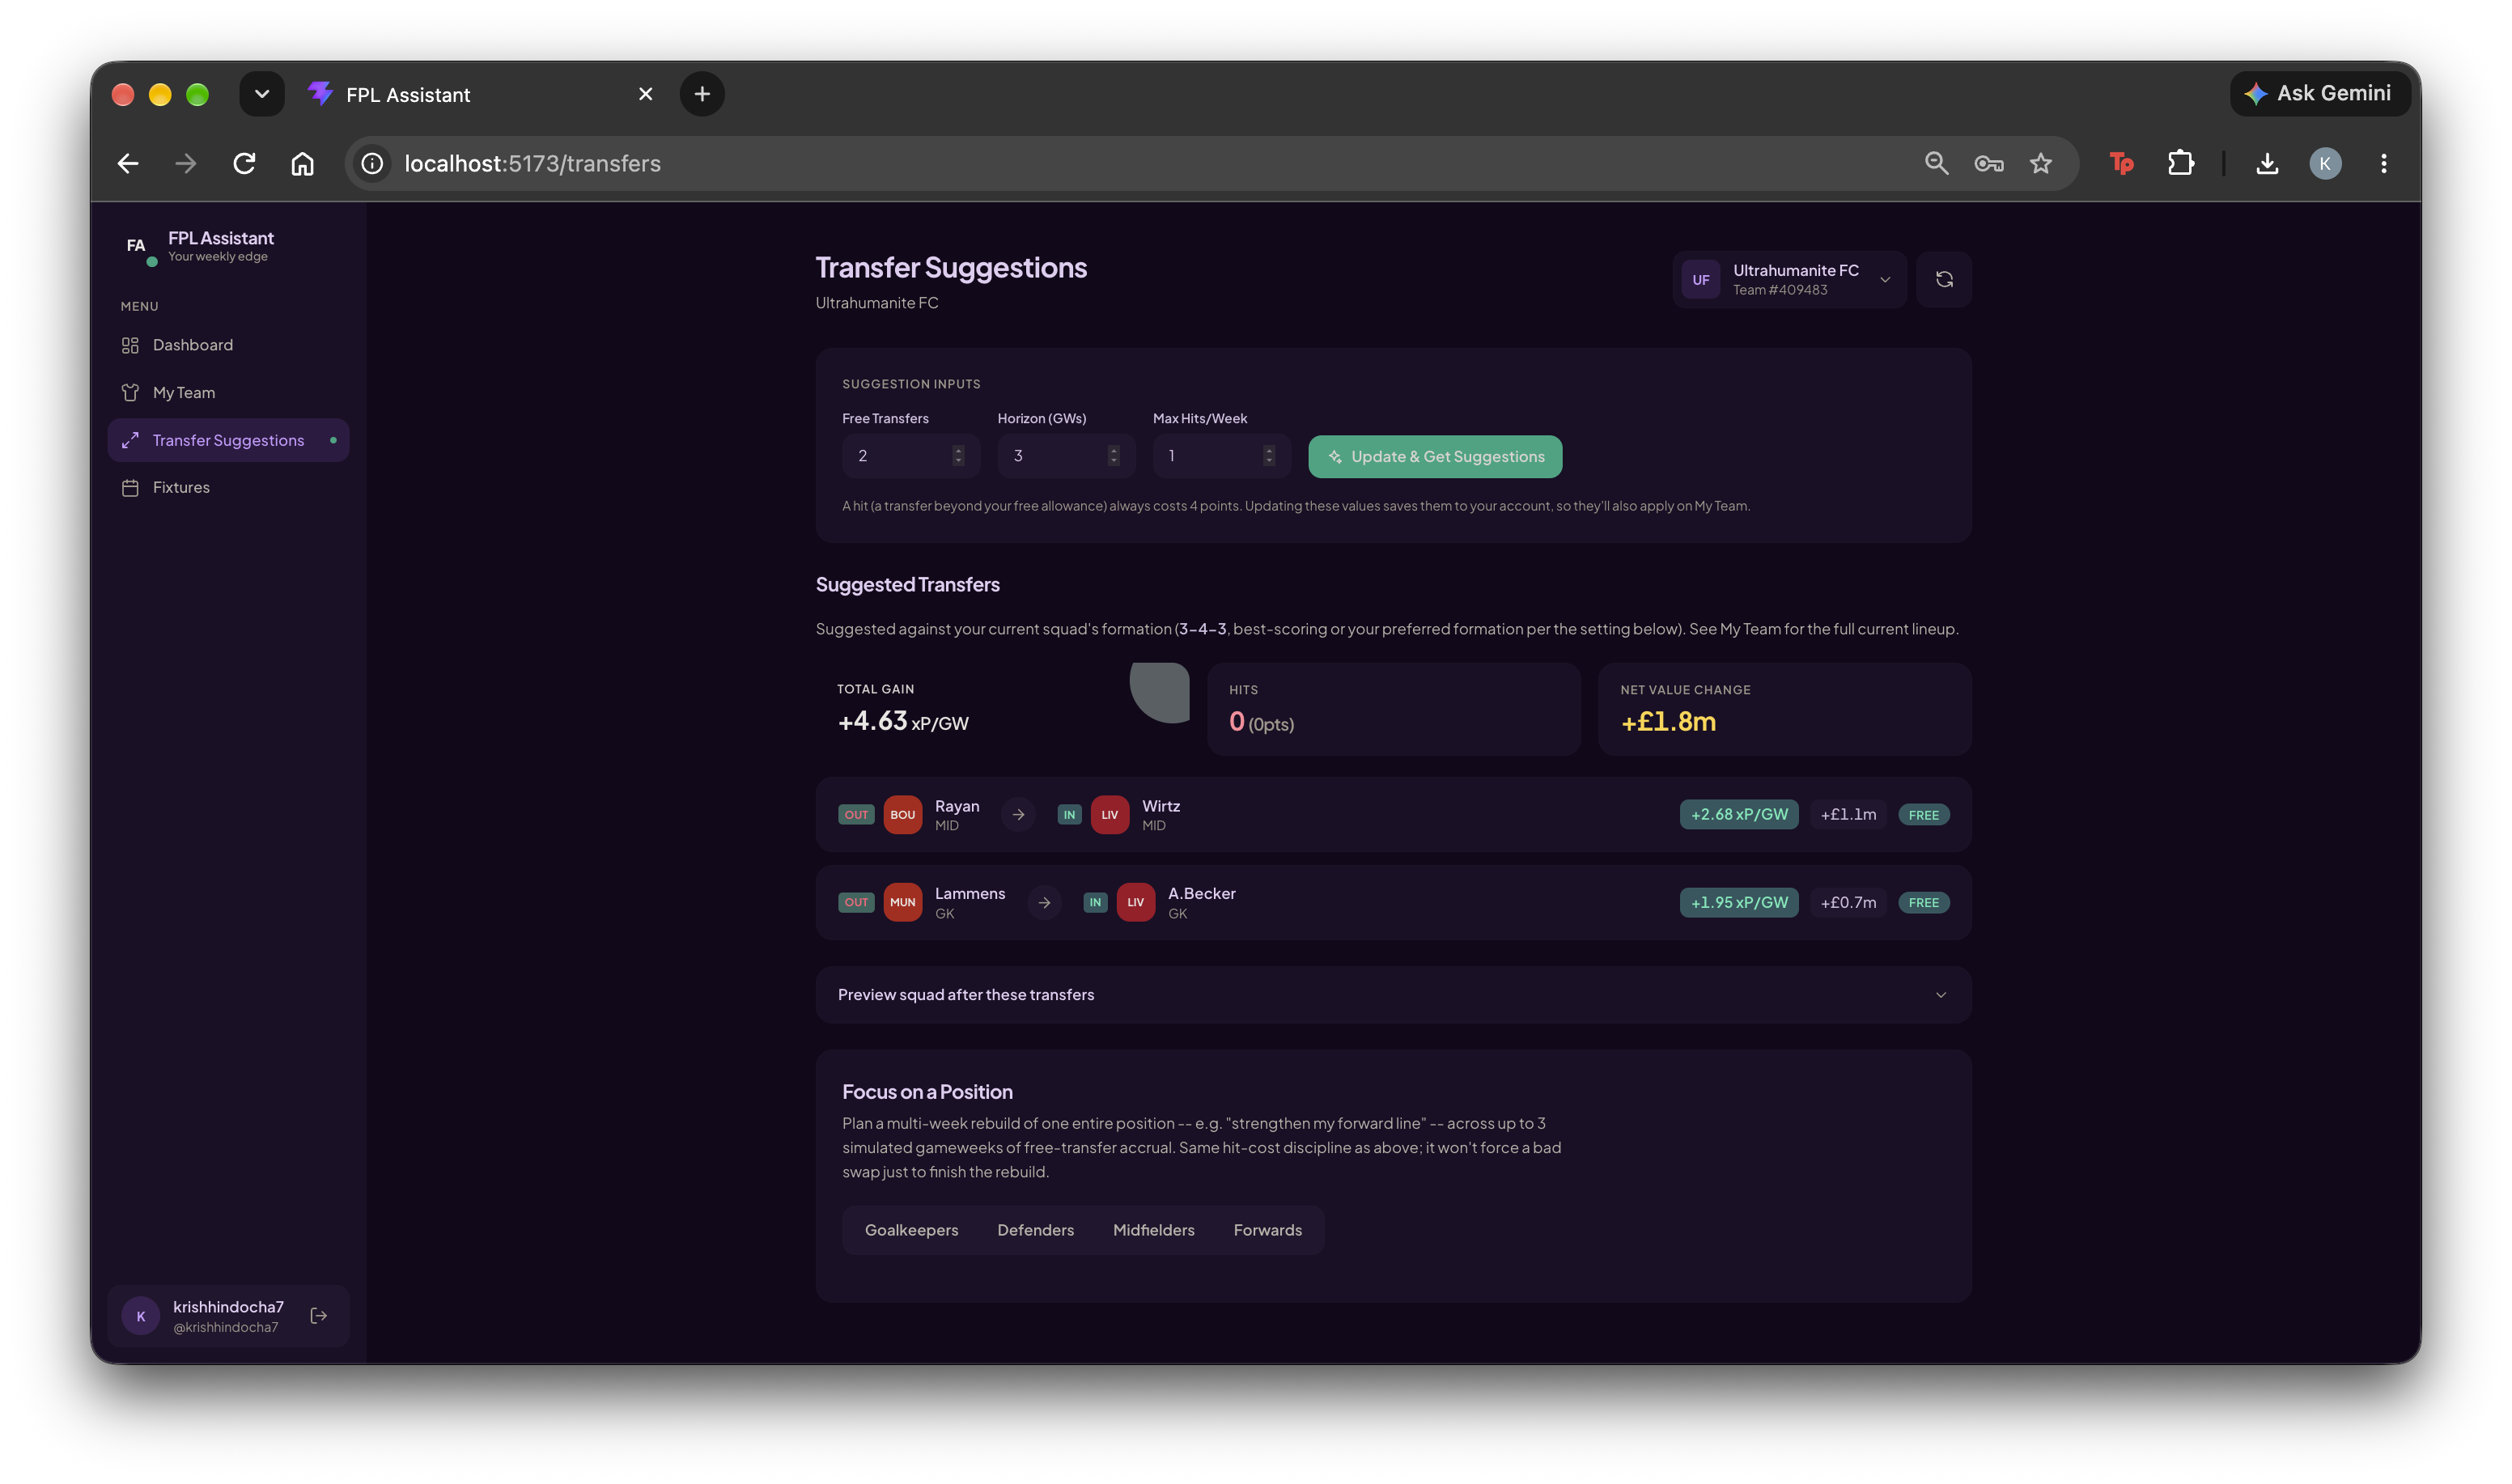 FPL Assistant
Ask Gemini
localhost:5173/transfers
Tp
K
FA
FPL Assistant
Your weekly edge
MENU
Dashboard
My Team
Transfer Suggestions
Fixtures
K
krishhindocha7
@krishhindocha7
Transfer Suggestions
Ultrahumanite FC
UF
Ultrahumanite FC
Team #409483
SUGGESTION INPUTS
Free Transfers Horizon (GWs) Max Hits/Week
2 3 1 Update & Get Suggestions
A hit (a transfer beyond your free allowance) always costs 4 points. Updating these values saves them to your account, so they'll also apply on My Team.
Suggested Transfers
Suggested against your current squad's formation (3-4-3, best-scoring or your preferred formation per the setting below). See My Team for the full current lineup.
TOTAL GAIN
+4.63 xP/GW
HITS
0 (0pts)
NET VALUE CHANGE
+£1.8m
OUT BOU Rayan MID IN LIV Wirtz MID +2.68 xP/GW +£1.1m FREE
OUT MUN Lammens GK IN LIV A.Becker GK +1.95 xP/GW +£0.7m FREE
Preview squad after these transfers
Focus on a Position
Plan a multi-week rebuild of one entire position -- e.g. "strengthen my forward line" -- across up to 3
simulated gameweeks of free-transfer accrual. Same hit-cost discipline as above; it won't force a bad
swap just to finish the rebuild.
Goalkeepers Defenders Midfielders Forwards